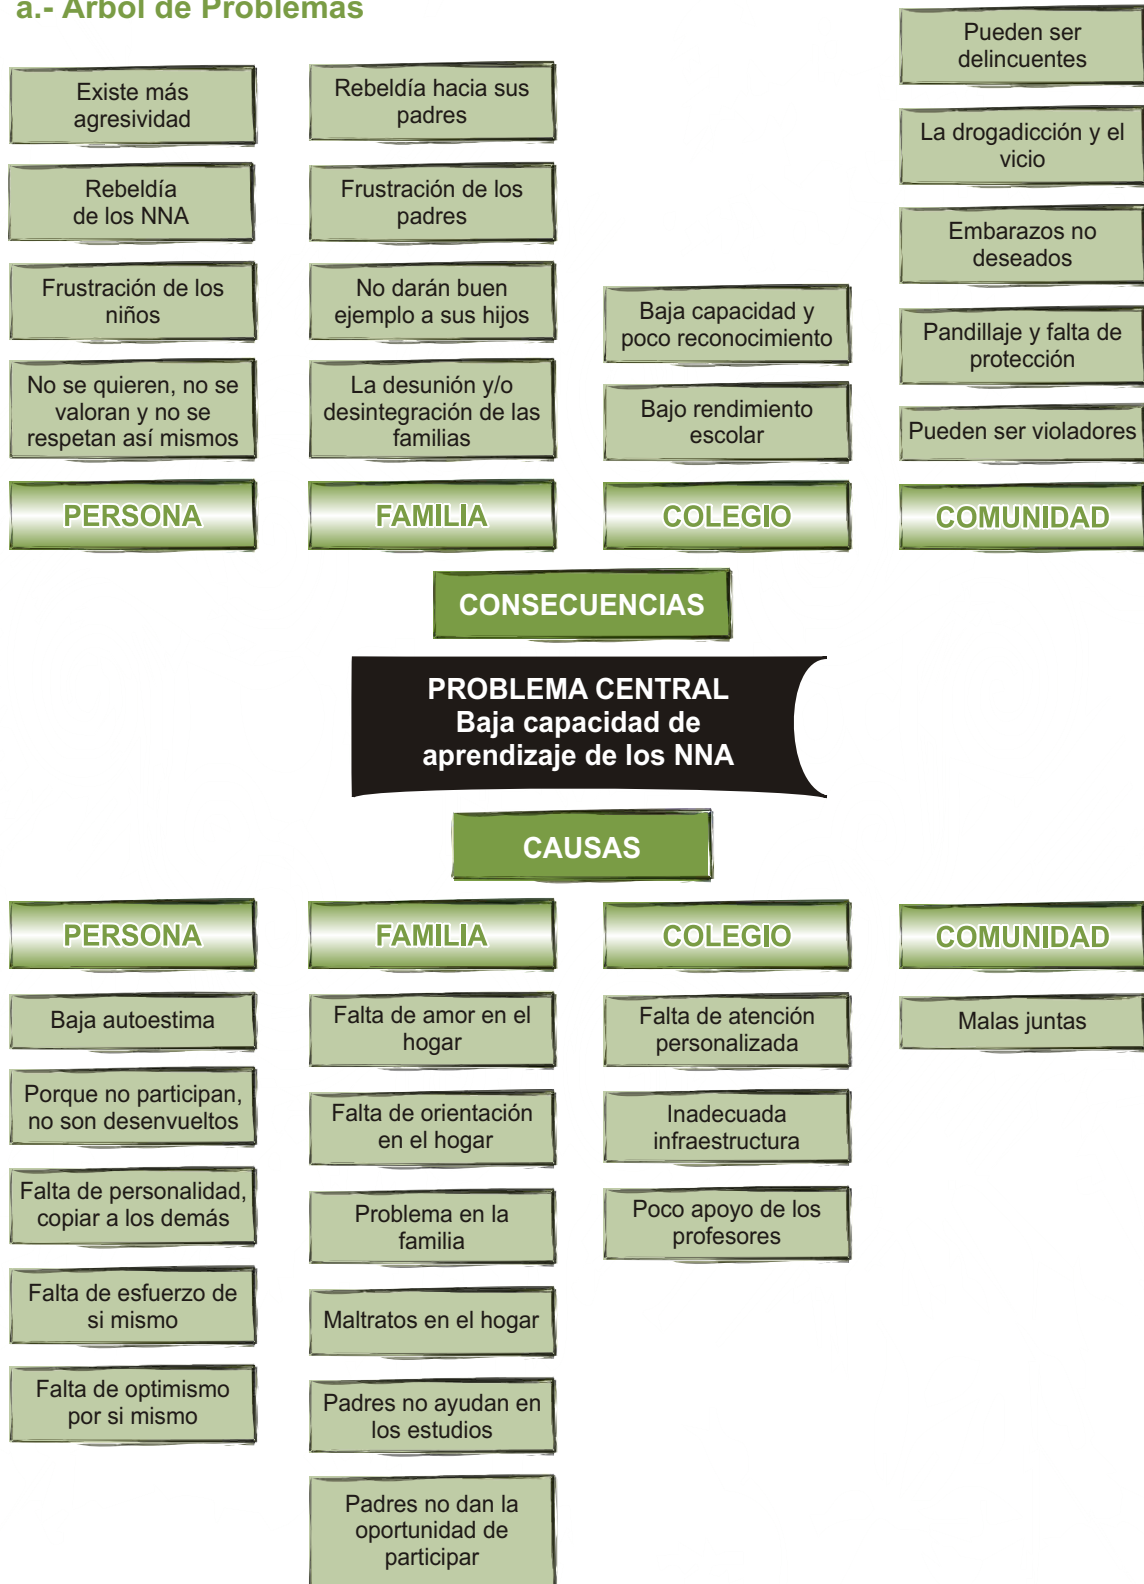 a.- Árbol de Problemas
Existe más
agresividad
Rebeldía
de los NNA
Frustración de los
niños
No se quieren, no se
valoran y no se
respetan así mismos
PERSONA
Rebeldía hacia sus
padres
Frustración de los
padres
No darán buen
ejemplo a sus hijos
La desunión y/o
desintegración de las
familias
FAMILIA
Baja capacidad y
poco reconocimiento
Bajo rendimiento
escolar
COLEGIO
Pueden ser
delincuentes
La drogadicción y el
vicio
Embarazos no
deseados
Pandillaje y falta de
protección
Pueden ser violadores
COMUNIDAD
CONSECUENCIAS
PROBLEMA CENTRAL
Baja capacidad de
aprendizaje de los NNA
CAUSAS
PERSONA
Baja autoestima
Porque no participan,
no son desenvueltos
Falta de personalidad,
copiar a los demás
Falta de esfuerzo de
si mismo
Falta de optimismo
por si mismo
FAMILIA
Falta de amor en el
hogar
Falta de orientación
en el hogar
Problema en la
familia
Maltratos en el hogar
Padres no ayudan en
los estudios
Padres no dan la
oportunidad de
participar
COLEGIO
Falta de atención
personalizada
Inadecuada
infraestructura
Poco apoyo de los
profesores
COMUNIDAD
Malas juntas